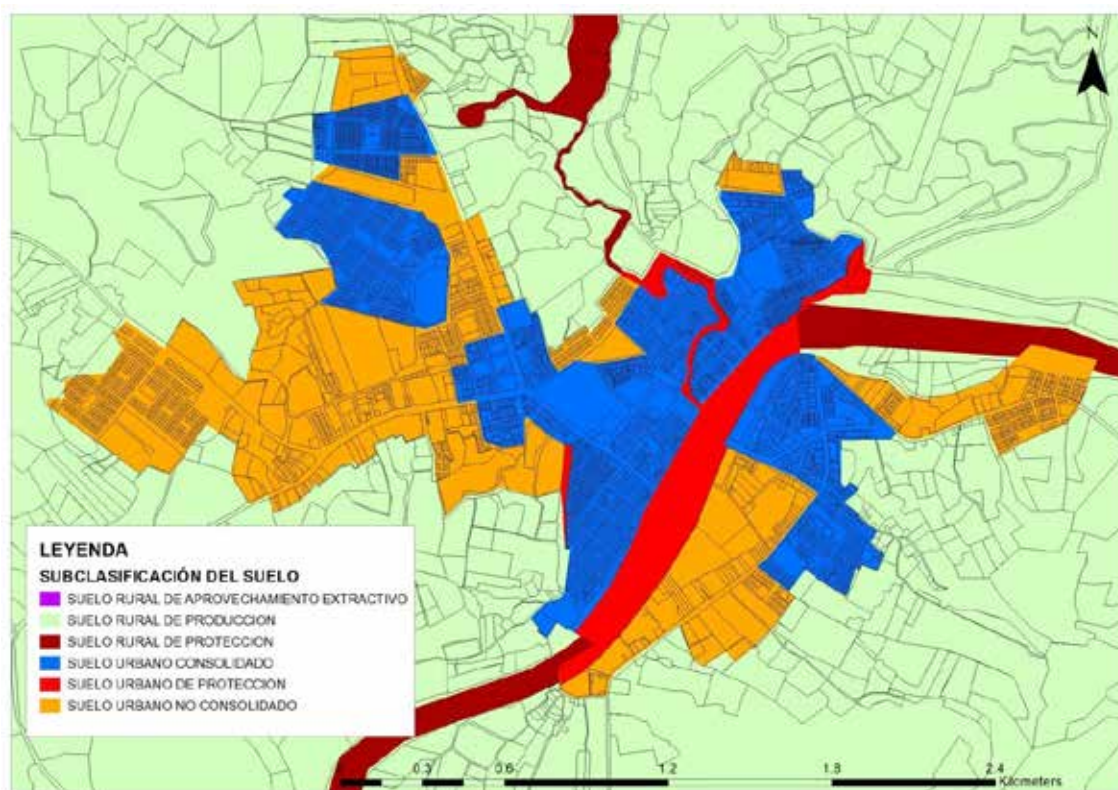 N
LEYENDA
SUBCLASIFICACIÓN DEL SUELO
SUELO RURAL DE APROVECHAMIENTO EXTRACTIVO
SUELO RURAL DE PRODUCCION
SUELO RURAL DE PROTECCION
SUELO URBANO CONSOLIDADO
SUELO URBANO DE PROTECCION
SUELO URBANO NO CONSOLIDADO
0.3 0.6 1.2 1.8 2.4
Kilometers